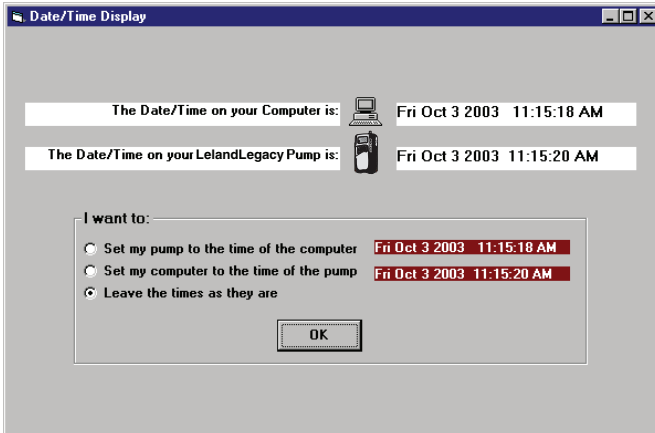 Date/Time Display
The Date/Time on your Computer is: Fri Oct 3 2003 11:15:18 AM
The Date/Time on your LelandLegacy Pump is: Fri Oct 3 2003 11:15:20 AM
I want to:
Set my pump to the time of the computer Fri Oct 3 2003 11:15:18 AM
Set my computer to the time of the pump Fri Oct 3 2003 11:15:20 AM
Leave the times as they are
OK